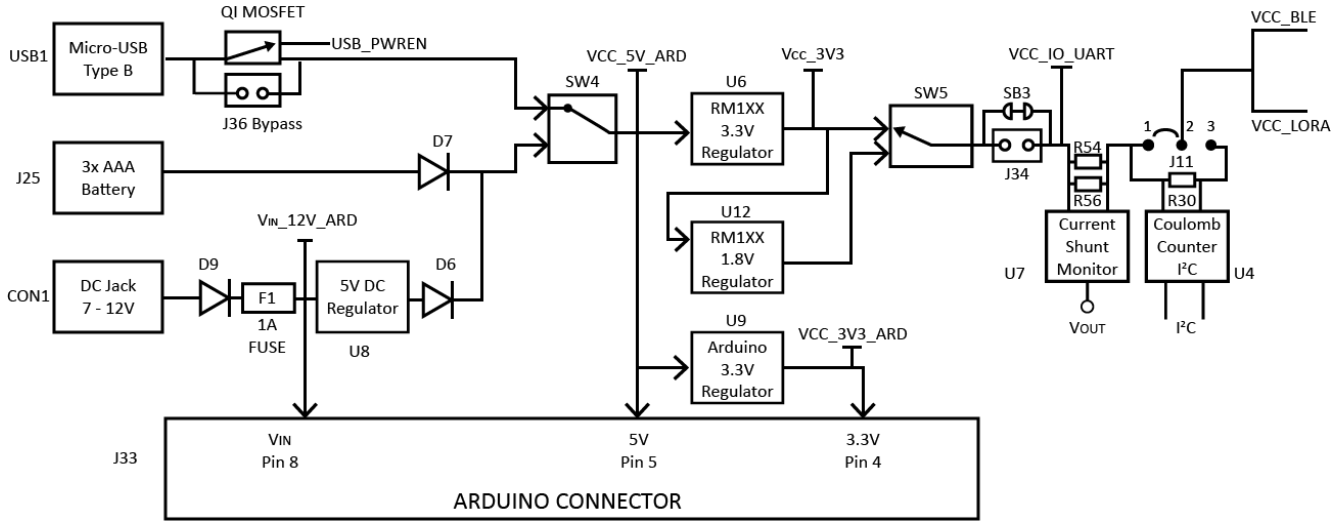 QI MOSFET
USB1
Micro-USB
Type B
USB_PWREN
J36 Bypass
J25
3x AAA
Battery
D7
VIN_12V_ARD
CON1
DC Jack
7 - 12V
D9
F1
1A
FUSE
5V DC
Regulator
U8
D6
SW4
VCC_5V_ARD
U6
RM1XX
3.3V
Regulator
Vcc_3V3
U12
RM1XX
1.8V
Regulator
U9
Arduino
3.3V
Regulator
VCC_3V3_ARD
SW5
SB3
J34
VCC_IO_UART
R54
R56
Current
Shunt
Monitor
U7
VOUT
1 2 3
J11
R30
Coulomb
Counter
I²C
U4
I²C
VCC_BLE
VCC_LORA
J33
VIN
Pin 8
5V
Pin 5
3.3V
Pin 4
ARDUINO CONNECTOR